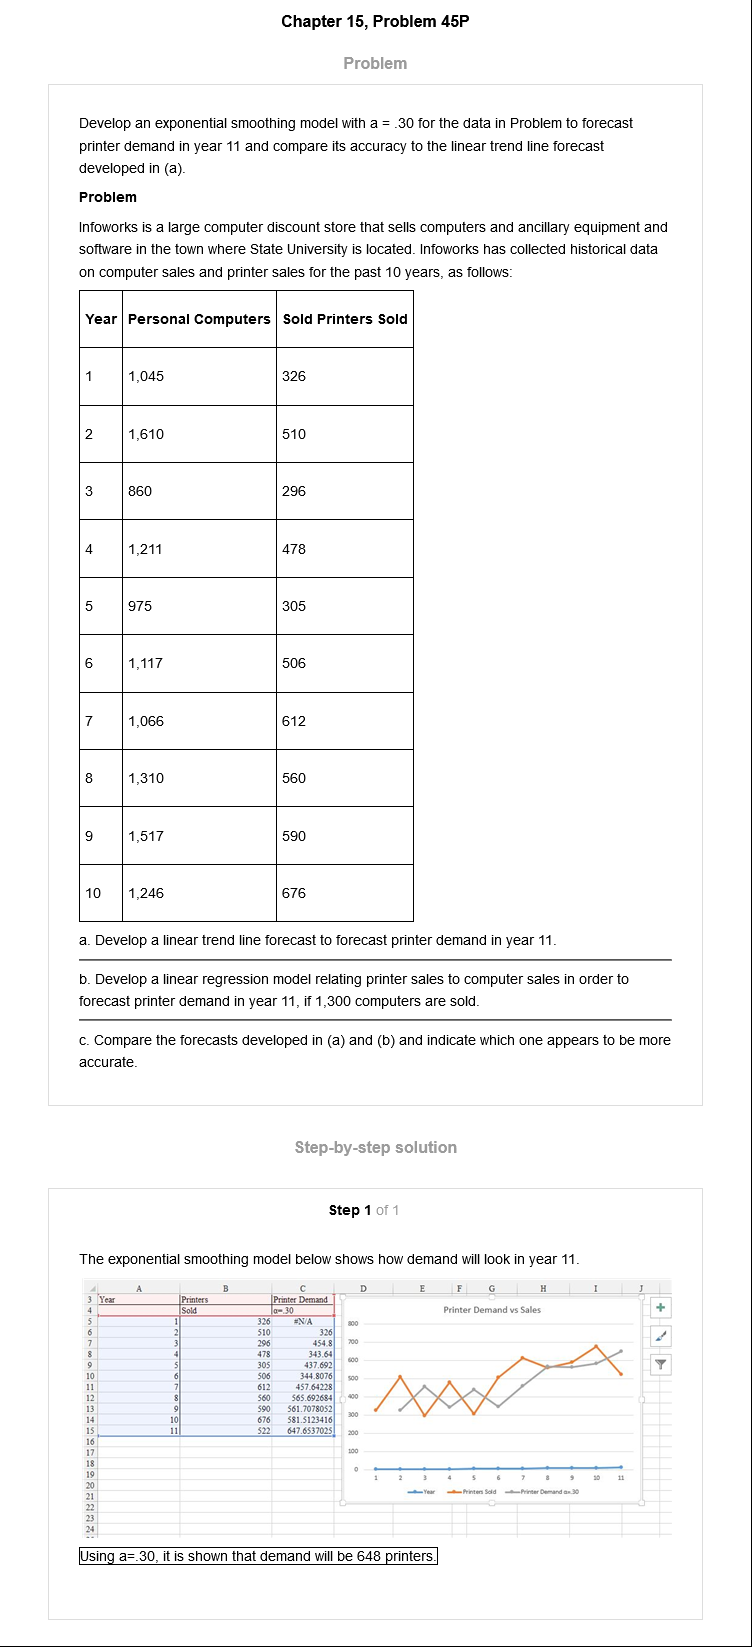 Chapter 15, Problem 45P
Problem
Develop an exponential smoothing model with a = .30 for the data in Problem to forecast
printer demand in year 11 and compare its accuracy to the linear trend line forecast
developed in (a).
Problem
Infoworks is a large computer discount store that sells computers and ancillary equipment and
software in the town where State University is located. Infoworks has collected historical data
on computer sales and printer sales for the past 10 years, as follows:
Year Personal Computers Sold Printers Sold
1 1,045 326
2 1,610 510
3 860 296
4 1,211 478
5 975 305
6 1,117 506
7 1,066 612
8 1,310 560
9 1,517 590
10 1,246 676
a. Develop a linear trend line forecast to forecast printer demand in year 11.
b. Develop a linear regression model relating printer sales to computer sales in order to
forecast printer demand in year 11, if 1,300 computers are sold.
c. Compare the forecasts developed in (a) and (b) and indicate which one appears to be more
accurate.
Step-by-step solution
Step 1 of 1
The exponential smoothing model below shows how demand will look in year 11.
A B C D E F G H I J
3 Year Printers Printer Demand
4 Sold α=.30
5 1 326 #N/A
6 2 510 326
7 3 296 454.8
8 4 478 343.64
9 5 305 437.692
10 6 506 344.8076
11 7 612 457.64228
12 8 560 565.692684
13 9 590 561.7078052
14 10 676 581.5123416
15 11 522 647.6537025
16
17
18
19
20
21
22
23
24
Printer Demand vs Sales
800
700
600
500
400
300
200
100
0
1 2 3 4 5 6 7 8 9 10 11
Year Printers Sold Printer Demand α=.30
Using a=.30, it is shown that demand will be 648 printers.